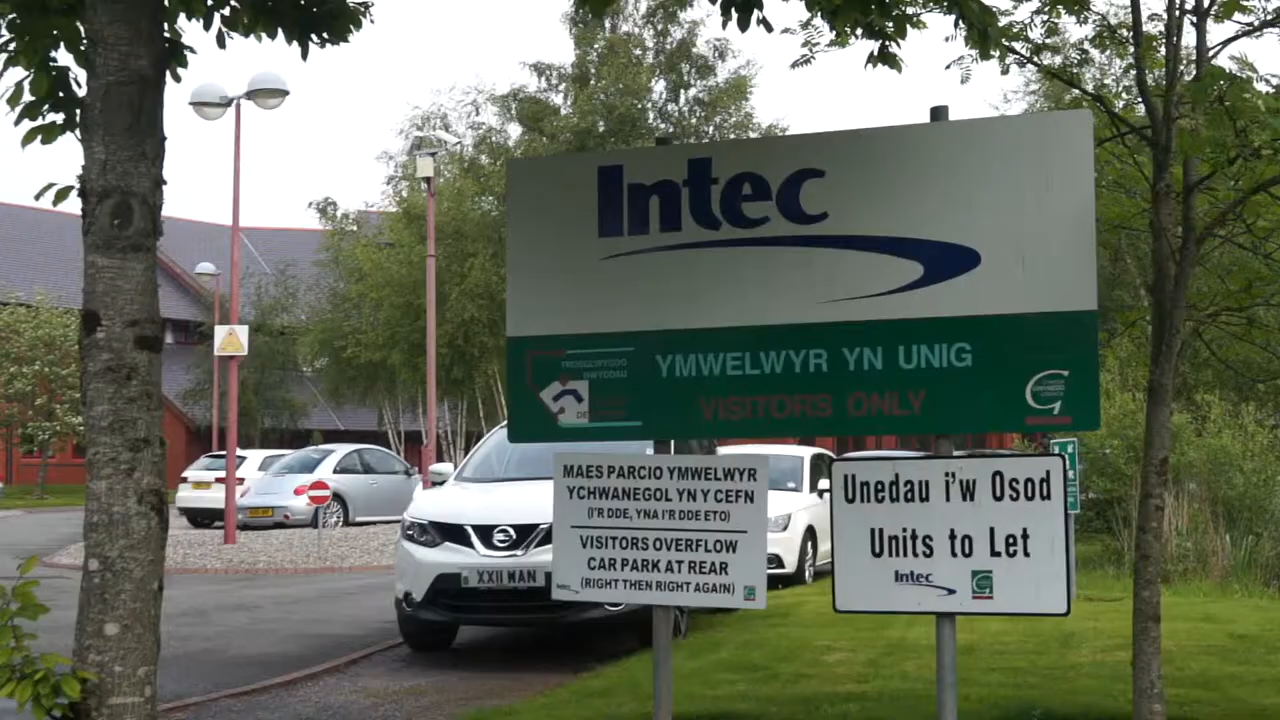 Intec
YMWELWYR YN UNIG
VISITORS ONLY
MAES PARCIO YMWELWYR
YCHWANEGOL YN Y CEFN
(I'R DDE, YNA I'R DDE ETO)
VISITORS OVERFLOW
CAR PARK AT REAR
(RIGHT THEN RIGHT AGAIN)
Unedau i'w Osod
Units to Let
Intec
XX11 WAN